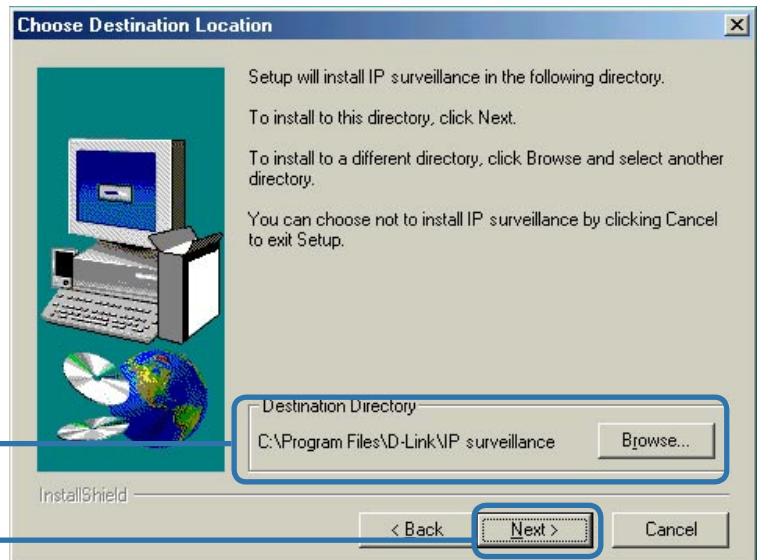 Choose Destination Location
Setup will install IP surveillance in the following directory.
To install to this directory, click Next.
To install to a different directory, click Browse and select another
directory.
You can choose not to install IP surveillance by clicking Cancel
to exit Setup.
Destination Directory
C:\Program Files\D-Link\IP surveillance
Browse...
InstallShield
< Back
Next >
Cancel